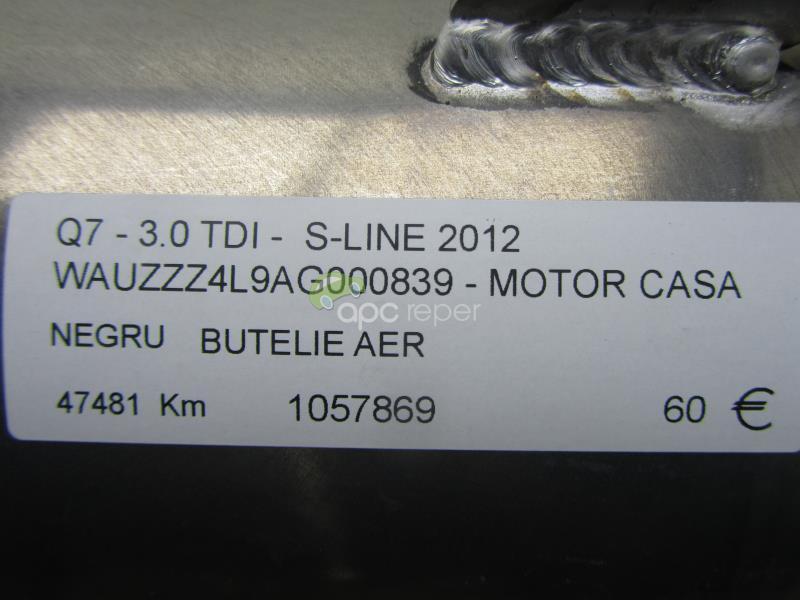 Q7 - 3.0 TDI - S-LINE 2012
WAUZZZ4L9AG000839 - MOTOR CASA
apc reper
NEGRU BUTELIE AER
47481 Km 1057869 60 €